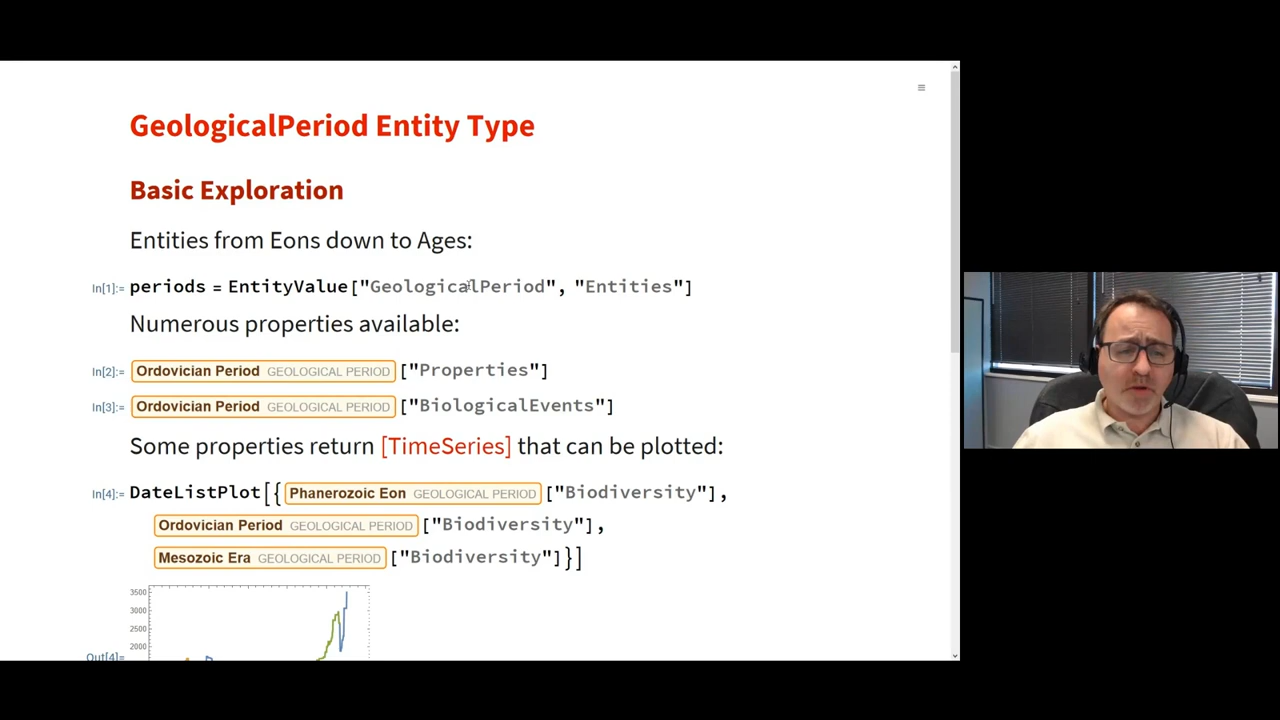 GeologicalPeriod Entity Type
Basic Exploration
Entities from Eons down to Ages:
In[1]:= periods = EntityValue["GeologicalPeriod", "Entities"]
Numerous properties available:
In[2]:= Ordovician Period GEOLOGICAL PERIOD ["Properties"]
In[3]:= Ordovician Period GEOLOGICAL PERIOD ["BiologicalEvents"]
Some properties return [TimeSeries] that can be plotted:
In[4]:= DateListPlot[{Phanerozoic Eon GEOLOGICAL PERIOD ["Biodiversity"],
Ordovician Period GEOLOGICAL PERIOD ["Biodiversity"],
Mesozoic Era GEOLOGICAL PERIOD ["Biodiversity"]}]
3500
3000
2500
2000
Out[4]=